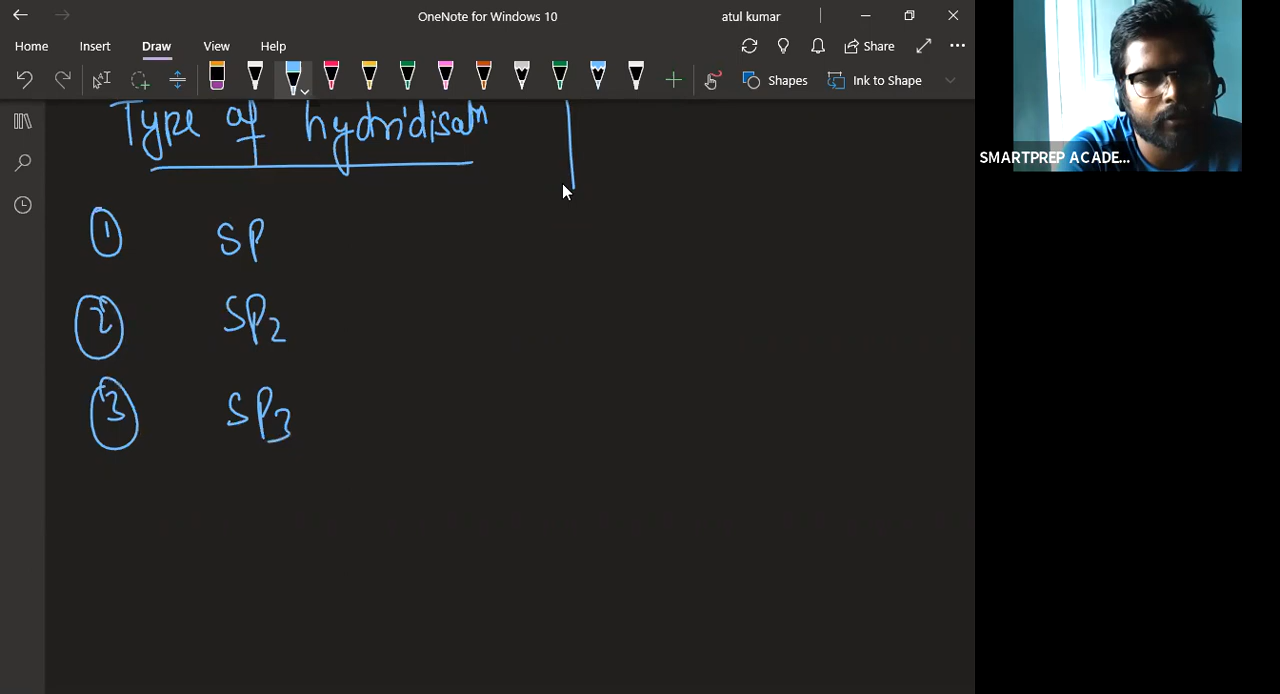 OneNote for Windows 10
atul kumar
Home Insert Draw View Help
Share
Shapes
Ink to Shape
SMARTPREP ACADE...
Type of hydridisatn
1 SP
2 SP2
3 SP3